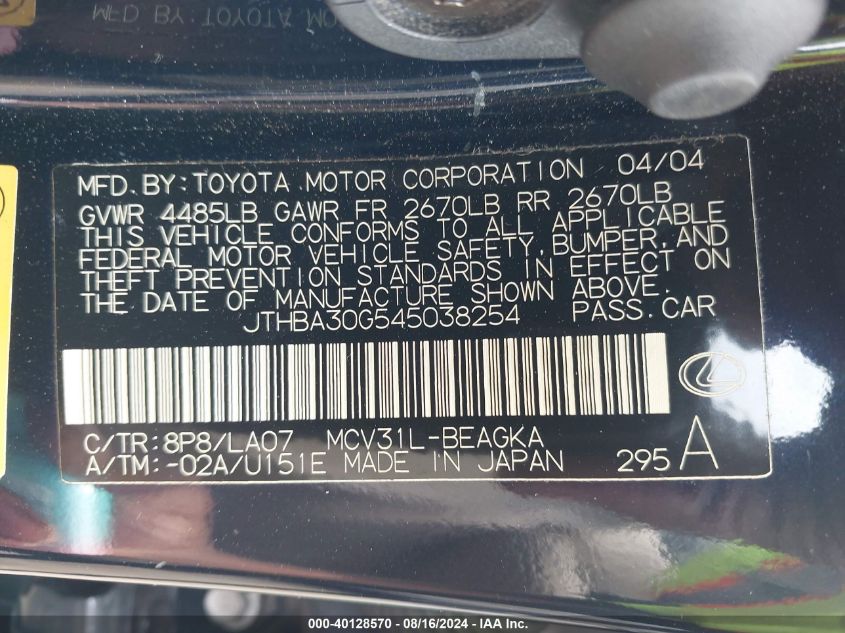 MFD. BY: TOYOTA MOTOR CORPORATION 04/04
GVWR 4485LB GAWR FR 2670LB RR 2670LB
THIS VEHICLE CONFORMS TO ALL APPLICABLE
FEDERAL MOTOR VEHICLE SAFETY, BUMPER, AND
THEFT PREVENTION STANDARDS IN EFFECT ON
THE DATE OF MANUFACTURE SHOWN ABOVE.
JTHBA30G545038254 PASS. CAR
C/TR: 8P8/LA07 MCV31L-BEAGKA
A/TM: -02A/U151E MADE IN JAPAN 295 A
000-40128570 - 08/16/2024 - IAA Inc.